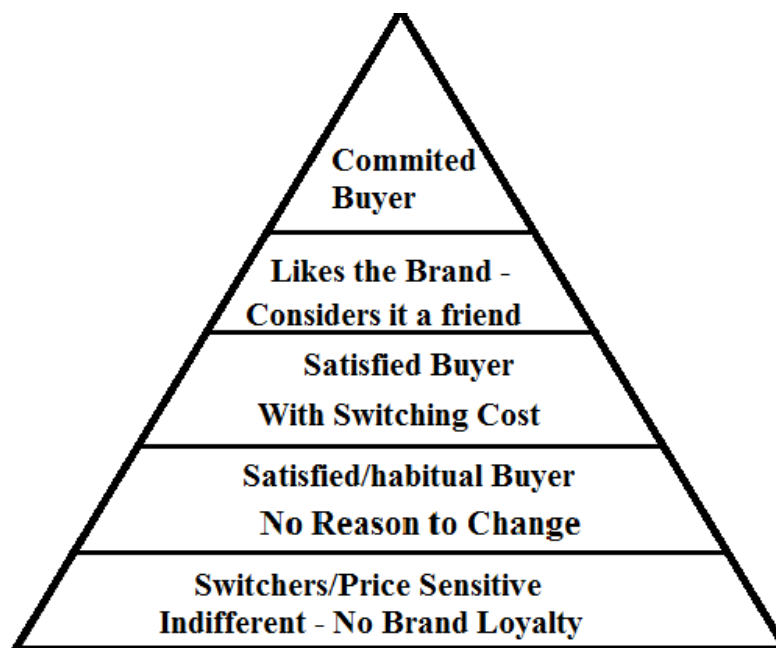 Commited
Buyer
Likes the Brand -
Considers it a friend
Satisfied Buyer
With Switching Cost
Satisfied/habitual Buyer
No Reason to Change
Switchers/Price Sensitive
Indifferent - No Brand Loyalty